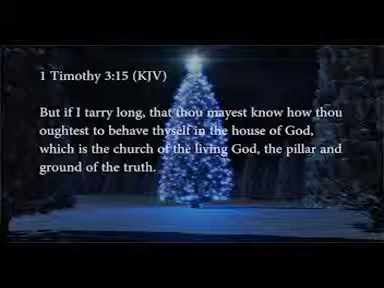 1 Timothy 3:15 (KJV)
But if I tarry long, that thou mayest know how thou
oughtest to behave thyself in the house of God,
which is the church of the living God, the pillar and
ground of the truth.